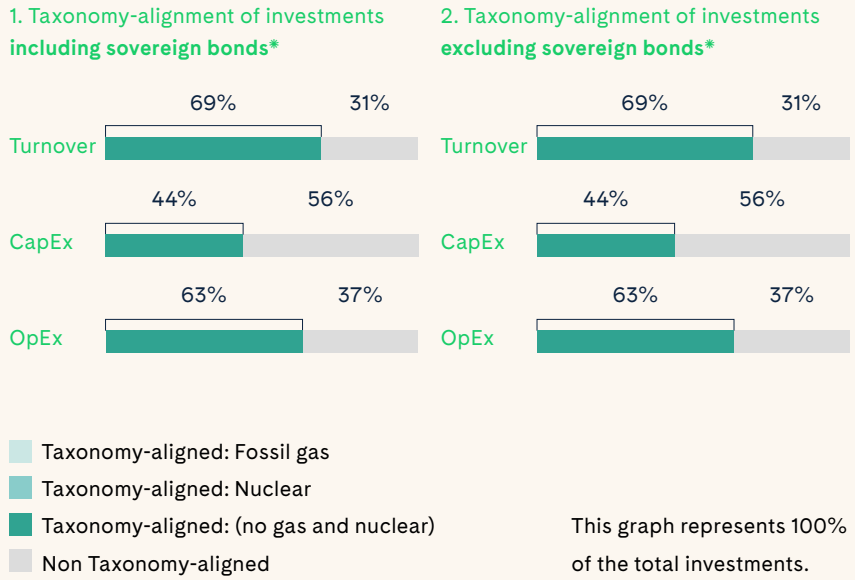 1. Taxonomy-alignment of investments
including sovereign bonds*
69% 31%
Turnover
44% 56%
CapEx
63% 37%
OpEx
2. Taxonomy-alignment of investments
excluding sovereign bonds*
69% 31%
Turnover
44% 56%
CapEx
63% 37%
OpEx
Taxonomy-aligned: Fossil gas
Taxonomy-aligned: Nuclear
Taxonomy-aligned: (no gas and nuclear)
Non Taxonomy-aligned
This graph represents 100%
of the total investments.